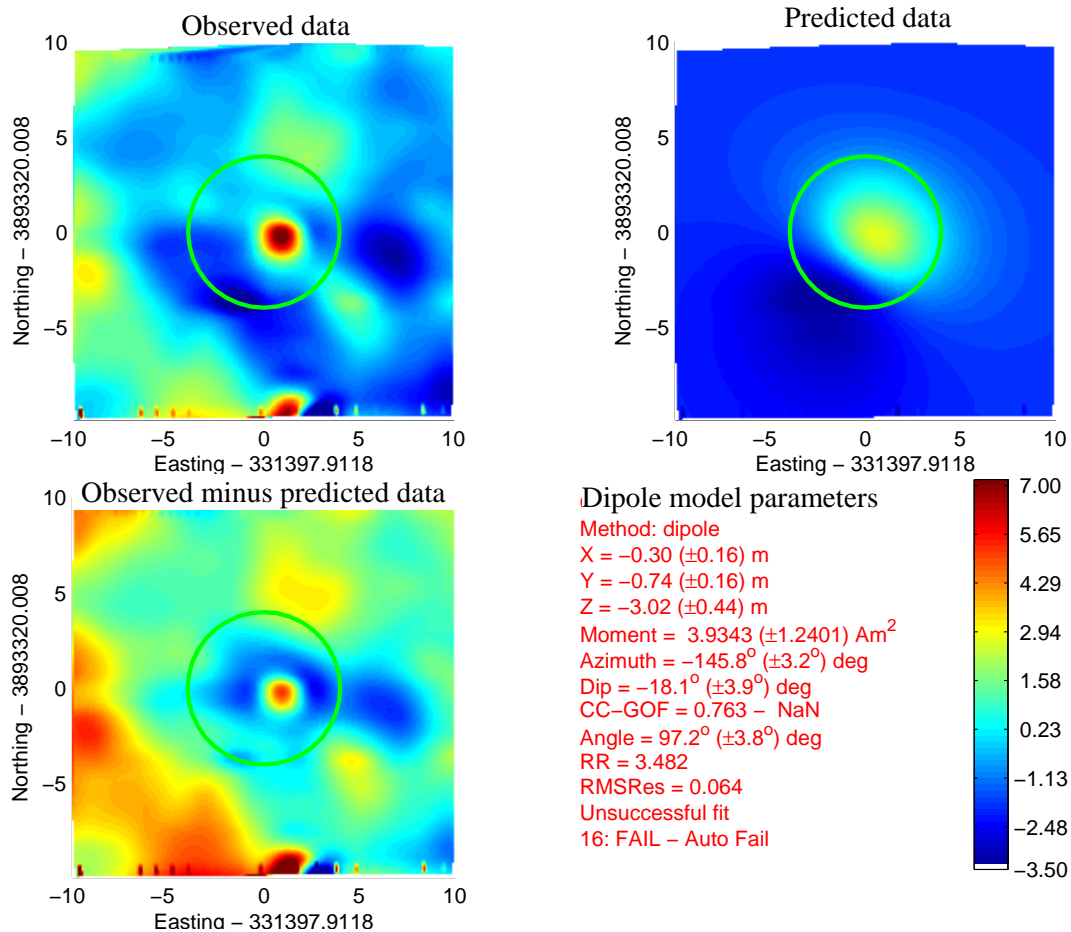 Observed data
10
5
0
−5
−10
−5
0
5
10
Northing − 3893320.008
Easting − 331397.9118
Predicted data
10
5
0
−5
−10
−5
0
5
10
Northing − 3893320.008
Easting − 331397.9118
Observed minus predicted data
10
5
0
−5
−10
−5
0
5
10
Northing − 3893320.008
Easting − 331397.9118
Dipole model parameters
Method: dipole
X = −0.30 (±0.16) m
Y = −0.74 (±0.16) m
Z = −3.02 (±0.44) m
Moment = 3.9343 (±1.2401) Am²
Azimuth = −145.8° (±3.2°) deg
Dip = −18.1° (±3.9°) deg
CC−GOF = 0.763 − NaN
Angle = 97.2° (±3.8°) deg
RR = 3.482
RMSRes = 0.064
Unsuccessful fit
16: FAIL − Auto Fail
7.00
5.65
4.29
2.94
1.58
0.23
−1.13
−2.48
−3.50